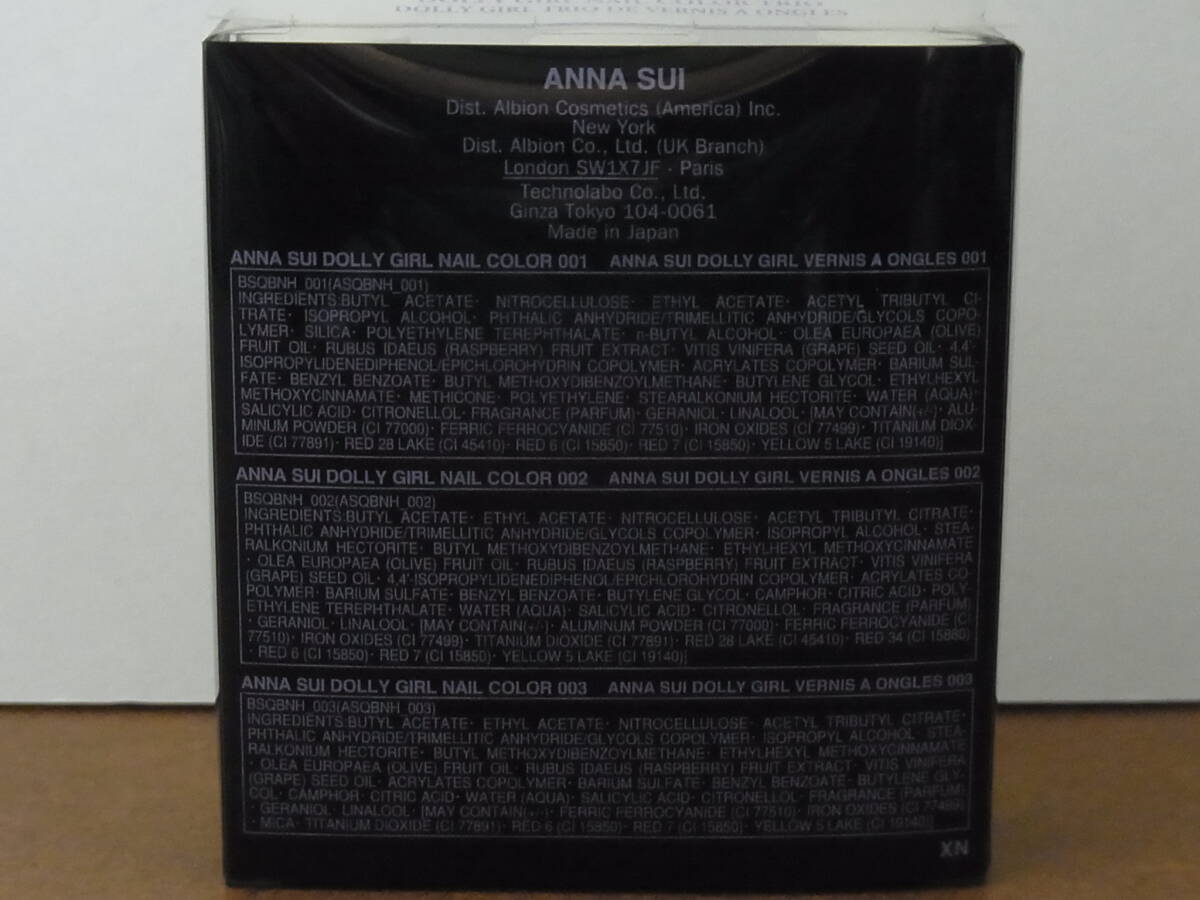 DOLLY GIRL NAIL COLOR TRIO
DOLLY GIRL TRIO DE VERNIS A ONGLES
ANNA SUI
Dist. Albion Cosmetics (America) Inc.
New York
Dist. Albion Co., Ltd. (UK Branch)
London SW1X7JF · Paris
Technolabo Co., Ltd.
Ginza Tokyo 104-0061
Made in Japan
ANNA SUI DOLLY GIRL NAIL COLOR 001 ANNA SUI DOLLY GIRL VERNIS A ONGLES 001
BSQBNH_001(ASQBNH_001)
INGREDIENTS:BUTYL ACETATE· NITROCELLULOSE· ETHYL ACETATE· ACETYL TRIBUTYL CI-
TRATE· ISOPROPYL ALCOHOL· PHTHALIC ANHYDRIDE/TRIMELLITIC ANHYDRIDE/GLYCOLS COPO-
LYMER· SILICA· POLYETHYLENE TEREPHTHALATE· n-BUTYL ALCOHOL· OLEA EUROPAEA (OLIVE)
FRUIT OIL· RUBUS IDAEUS (RASPBERRY) FRUIT EXTRACT· VITIS VINIFERA (GRAPE) SEED OIL· 4,4'-
ISOPROPYLIDENEDIPHENOL/EPICHLOROHYDRIN COPOLYMER· ACRYLATES COPOLYMER· BARIUM SUL-
FATE· BENZYL BENZOATE· BUTYL METHOXYDIBENZOYLMETHANE· BUTYLENE GLYCOL· ETHYLHEXYL
METHOXYCINNAMATE· METHICONE· POLYETHYLENE· STEARALKONIUM HECTORITE· WATER (AQUA)·
SALICYLIC ACID· CITRONELLOL· FRAGRANCE (PARFUM)· GERANIOL· LINALOOL· [MAY CONTAIN(+/-)· ALU-
MINUM POWDER (CI 77000)· FERRIC FERROCYANIDE (CI 77510)· IRON OXIDES (CI 77499)· TITANIUM DIOX-
IDE (CI 77891)· RED 28 LAKE (CI 45410)· RED 6 (CI 15850)· RED 7 (CI 15850)· YELLOW 5 LAKE (CI 19140)]
ANNA SUI DOLLY GIRL NAIL COLOR 002 ANNA SUI DOLLY GIRL VERNIS A ONGLES 002
BSQBNH_002(ASQBNH_002)
INGREDIENTS:BUTYL ACETATE· ETHYL ACETATE· NITROCELLULOSE· ACETYL TRIBUTYL CITRATE·
PHTHALIC ANHYDRIDE/TRIMELLITIC ANHYDRIDE/GLYCOLS COPOLYMER· ISOPROPYL ALCOHOL· STEA-
RALKONIUM HECTORITE· BUTYL METHOXYDIBENZOYLMETHANE· ETHYLHEXYL METHOXYCINNAMATE
· OLEA EUROPAEA (OLIVE) FRUIT OIL· RUBUS IDAEUS (RASPBERRY) FRUIT EXTRACT· VITIS VINIFERA
(GRAPE) SEED OIL· 4,4'-ISOPROPYLIDENEDIPHENOL/EPICHLOROHYDRIN COPOLYMER· ACRYLATES CO-
POLYMER· BARIUM SULFATE· BENZYL BENZOATE· BUTYLENE GLYCOL· CAMPHOR· CITRIC ACID· POLY-
ETHYLENE TEREPHTHALATE· WATER (AQUA)· SALICYLIC ACID· CITRONELLOL· FRAGRANCE (PARFUM)
· GERANIOL· LINALOOL· [MAY CONTAIN(+/-)· ALUMINUM POWDER (CI 77000)· FERRIC FERROCYANIDE (CI
77510)· IRON OXIDES (CI 77499)· TITANIUM DIOXIDE (CI 77891)· RED 28 LAKE (CI 45410)· RED 34 (CI 15880)
· RED 6 (CI 15850)· RED 7 (CI 15850)· YELLOW 5 LAKE (CI 19140)]
ANNA SUI DOLLY GIRL NAIL COLOR 003 ANNA SUI DOLLY GIRL VERNIS A ONGLES 003
BSQBNH_003(ASQBNH_003)
INGREDIENTS:BUTYL ACETATE· ETHYL ACETATE· NITROCELLULOSE· ACETYL TRIBUTYL CITRATE·
PHTHALIC ANHYDRIDE/TRIMELLITIC ANHYDRIDE/GLYCOLS COPOLYMER· ISOPROPYL ALCOHOL· STEA-
RALKONIUM HECTORITE· BUTYL METHOXYDIBENZOYLMETHANE· ETHYLHEXYL METHOXYCINNAMATE
· OLEA EUROPAEA (OLIVE) FRUIT OIL· RUBUS IDAEUS (RASPBERRY) FRUIT EXTRACT· VITIS VINIFERA
(GRAPE) SEED OIL· ACRYLATES COPOLYMER· BARIUM SULFATE· BENZYL BENZOATE· BUTYLENE GLY-
COL· CAMPHOR· CITRIC ACID· WATER (AQUA)· SALICYLIC ACID· CITRONELLOL· FRAGRANCE (PARFUM)
· GERANIOL· LINALOOL· [MAY CONTAIN(+/-)· FERRIC FERROCYANIDE (CI 77510)· IRON OXIDES (CI 77499)
· MICA· TITANIUM DIOXIDE (CI 77891)· RED 6 (CI 15850)· RED 7 (CI 15850)· YELLOW 5 LAKE (CI 19140)]
XN